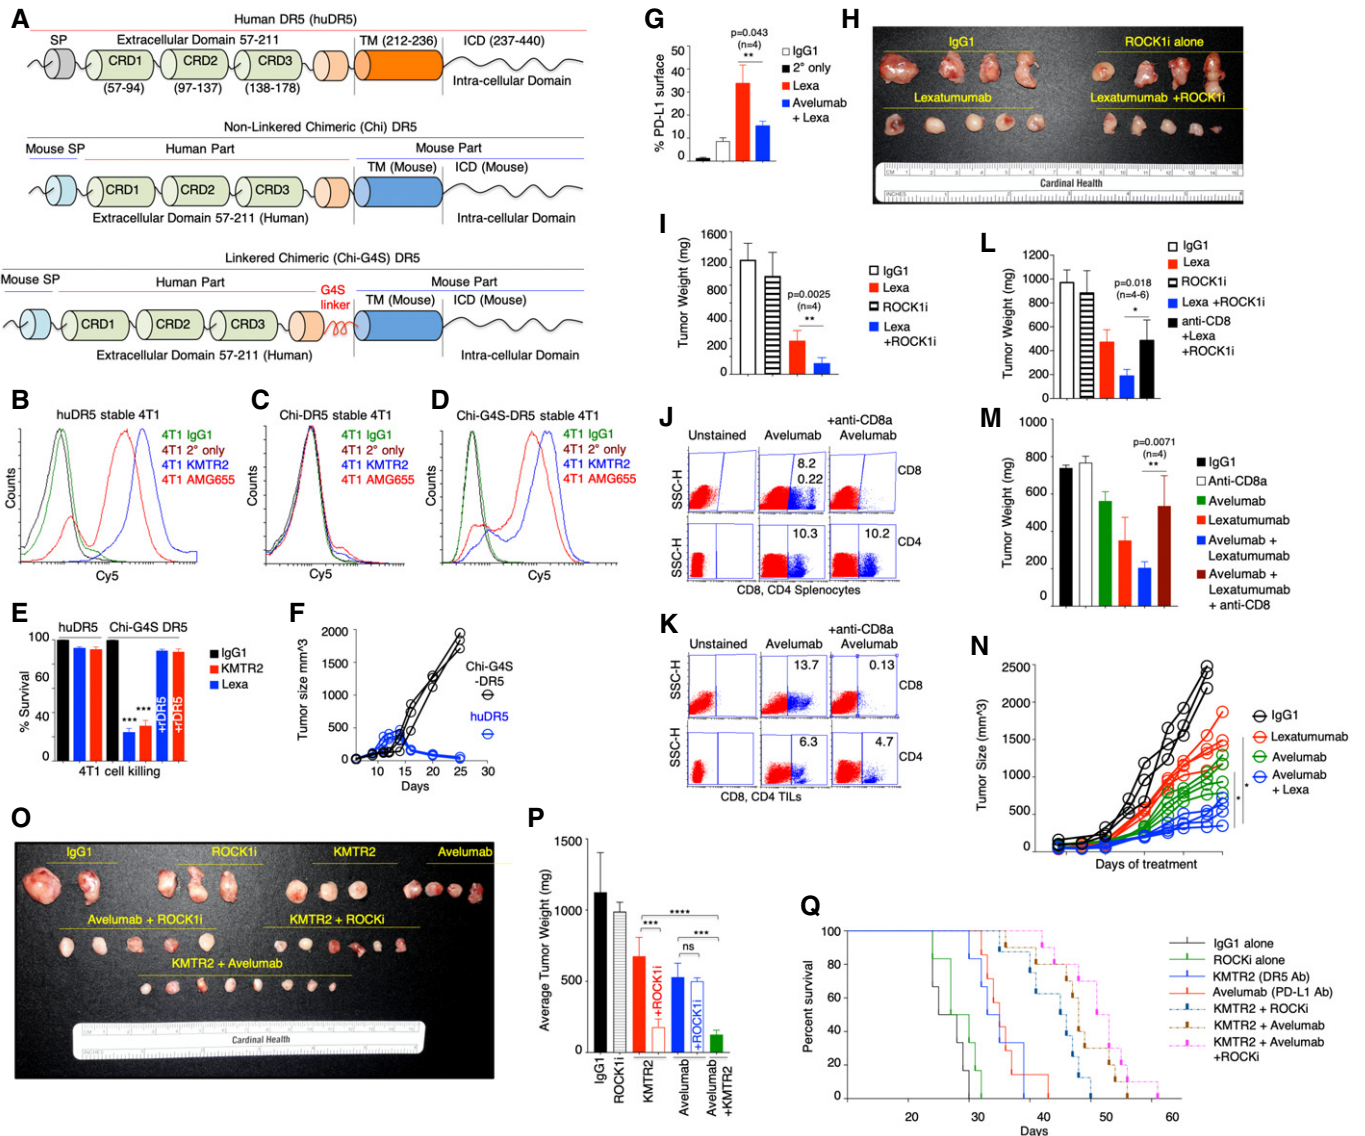 A
Human DR5 (huDR5)
SP
Extracellular Domain 57-211
TM (212-236)
ICD (237-440)
CRD1
CRD2
CRD3
(57-94)
(97-137)
(138-178)
Intra-cellular Domain
Non-Linkered Chimeric (Chi) DR5
Mouse SP
Human Part
Mouse Part
TM (Mouse)
ICD (Mouse)
CRD1
CRD2
CRD3
Extracellular Domain 57-211 (Human)
Intra-cellular Domain
Linkered Chimeric (Chi-G4S) DR5
Mouse SP
Human Part
G4S
linker
Mouse Part
TM (Mouse)
ICD (Mouse)
CRD1
CRD2
CRD3
Extracellular Domain 57-211 (Human)
Intra-cellular Domain
B
huDR5 stable 4T1
4T1 IgG1
4T1 2° only
4T1 KMTR2
4T1 AMG655
Counts
Cy5
C
Chi-DR5 stable 4T1
4T1 IgG1
4T1 2° only
4T1 KMTR2
4T1 AMG655
Counts
Cy5
D
Chi-G4S-DR5 stable 4T1
4T1 IgG1
4T1 2° only
4T1 KMTR2
4T1 AMG655
Counts
Cy5
E
huDR5
Chi-G4S DR5
100
80
40
20
0
% Survival
***
***
+rDR5
+rDR5
IgG1
KMTR2
Lexa
4T1 cell killing
F
Tumor size mm^3
2000
1500
1000
500
0
Chi-G4S
-DR5
huDR5
5
10
15
20
25
30
Days
G
p=0.043
(n=4)
**
% PD-L1 surface
50
40
30
20
10
0
IgG1
2° only
Lexa
Avelumab
+ Lexa
H
IgG1
ROCK1i alone
Lexatumumab
Lexatumumab +ROCK1i
CM
Cardinal Health
INCHES
I
Tumor Weight (mg)
1600
1200
800
400
200
0
p=0.0025
(n=4)
**
IgG1
Lexa
ROCK1i
Lexa
+ROCK1i
J
Unstained
Avelumab
+anti-CD8a
Avelumab
8.2
0.22
CD8
SSC-H
10.3
10.2
CD4
SSC-H
CD8, CD4 Splenocytes
K
Unstained
Avelumab
+anti-CD8a
Avelumab
13.7
0.13
CD8
SSC-H
6.3
4.7
CD4
SSC-H
CD8, CD4 TILs
L
Tumor Weight (mg)
1200
1000
800
600
400
200
0
p=0.018
(n=4-6)
*
IgG1
Lexa
ROCK1i
Lexa +ROCK1i
anti-CD8
+Lexa
+ROCK1i
M
Tumor Weight (mg)
1000
800
600
400
200
0
p=0.0071
(n=4)
**
IgG1
Anti-CD8a
Avelumab
Lexatumumab
Avelumab +
Lexatumumab
Avelumab +
Lexatumumab
+ anti-CD8
N
Tumor Size (mm^3)
2500
2000
1500
1000
500
0
*
*
IgG1
Lexatumumab
Avelumab
Avelumab
+ Lexa
Days of treatment
O
IgG1
ROCK1i
KMTR2
Avelumab
Avelumab + ROCK1i
KMTR2 + ROCKi
KMTR2 + Avelumab
CM
Cardinal Health
INCHES
P
Average Tumor Weight (mg)
1500
1000
500
0
****
***
***
ns
+ROCK1i
+ROCK1i
IgG1
ROCK1i
KMTR2
Avelumab
Avelumab
+KMTR2
Q
Percent survival
100
80
60
40
20
0
20
30
40
50
60
Days
IgG1 alone
ROCKi alone
KMTR2 (DR5 Ab)
Avelumab (PD-L1 Ab)
KMTR2 + ROCKi
KMTR2 + Avelumab
KMTR2 + Avelumab
+ROCKi